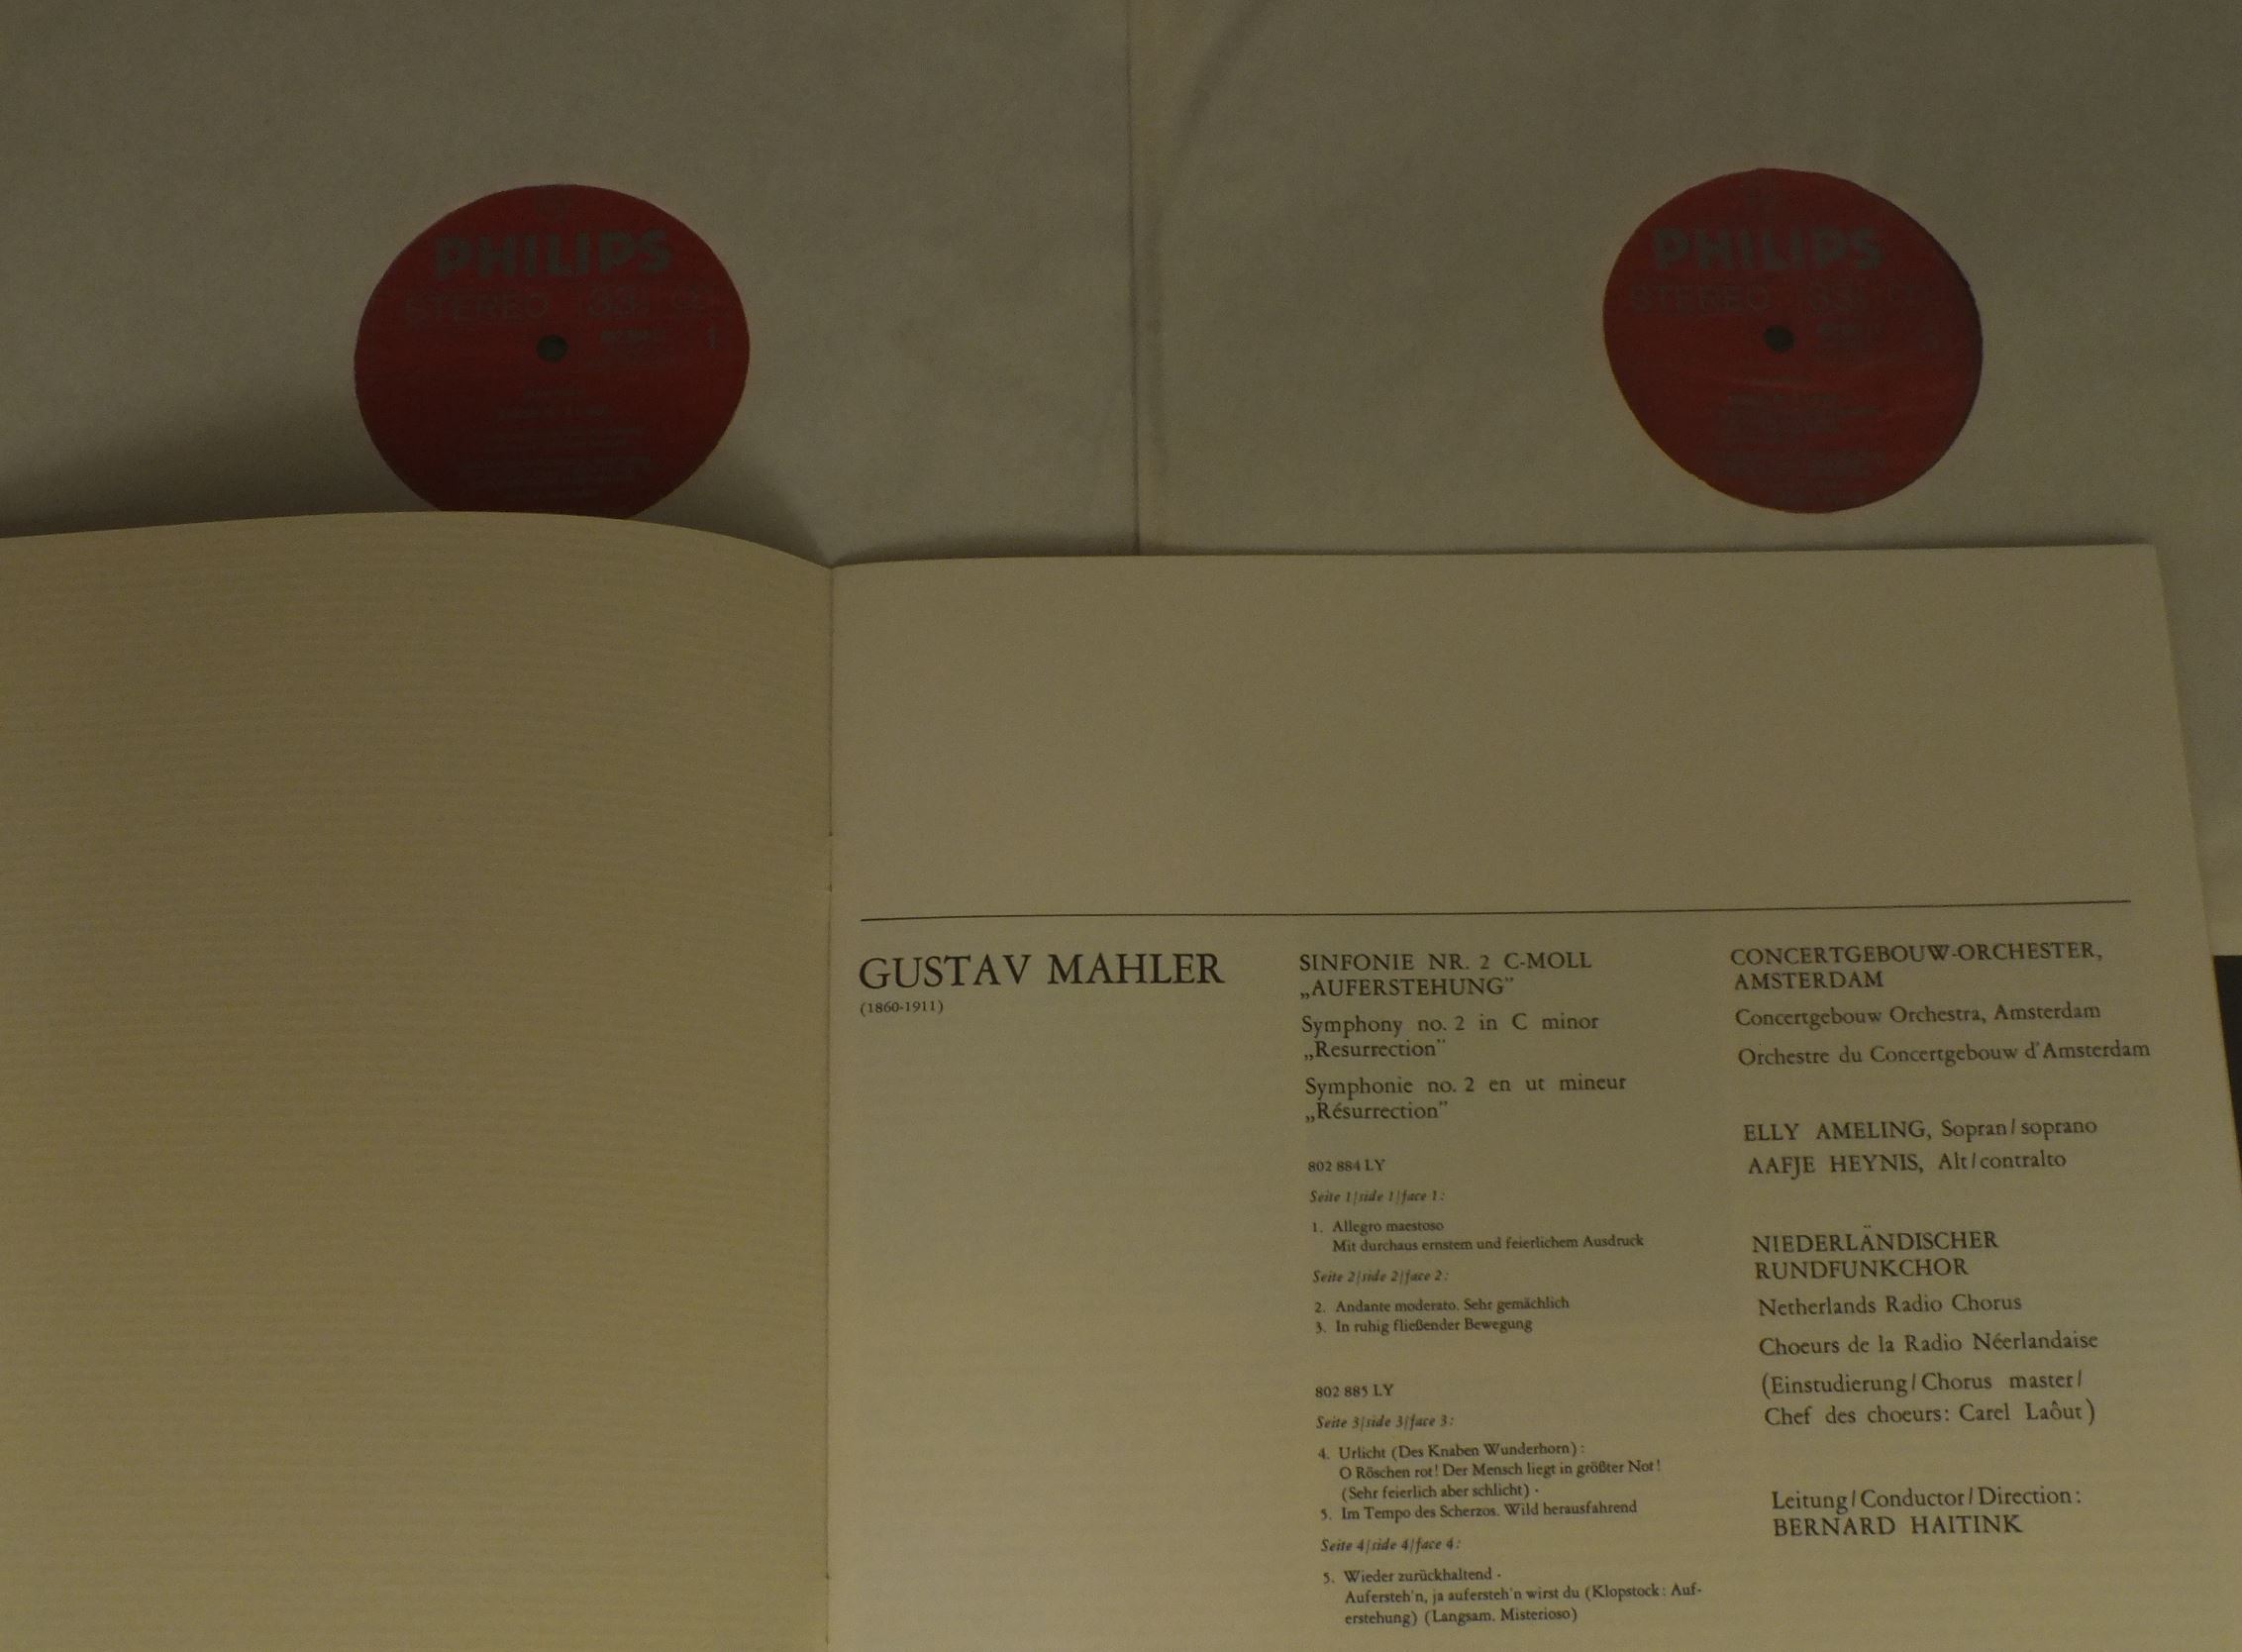 PHILIPS
STEREO 33
1
PHILIPS
STEREO 33
3
GUSTAV MAHLER
(1860-1911)
SINFONIE NR. 2 C-MOLL
„AUFERSTEHUNG”
Symphony no. 2 in C minor
„Resurrection”
Symphonie no. 2 en ut mineur
„Résurrection”
802 884 LY
Seite 1/side 1/face 1:
1. Allegro maestoso
Mit durchaus ernstem und feierlichem Ausdruck
Seite 2/side 2/face 2:
2. Andante moderato. Sehr gemächlich
3. In ruhig fließender Bewegung
802 885 LY
Seite 3/side 3/face 3:
4. Urlicht (Des Knaben Wunderhorn):
O Röschen rot! Der Mensch liegt in größter Not!
(Sehr feierlich aber schlicht) -
5. Im Tempo des Scherzos. Wild herausfahrend
Seite 4/side 4/face 4:
5. Wieder zurückhaltend -
Aufersteh'n, ja aufersteh'n wirst du (Klopstock: Auf-
erstehung) (Langsam. Misterioso)
CONCERTGEBOUW-ORCHESTER,
AMSTERDAM
Concertgebouw Orchestra, Amsterdam
Orchestre du Concertgebouw d'Amsterdam
ELLY AMELING, Sopran/soprano
AAFJE HEYNIS, Alt/contralto
NIEDERLÄNDISCHER
RUNDFUNKCHOR
Netherlands Radio Chorus
Choeurs de la Radio Néerlandaise
(Einstudierung/Chorus master/
Chef des choeurs: Carel Laôut)
Leitung/Conductor/Direction:
BERNARD HAITINK